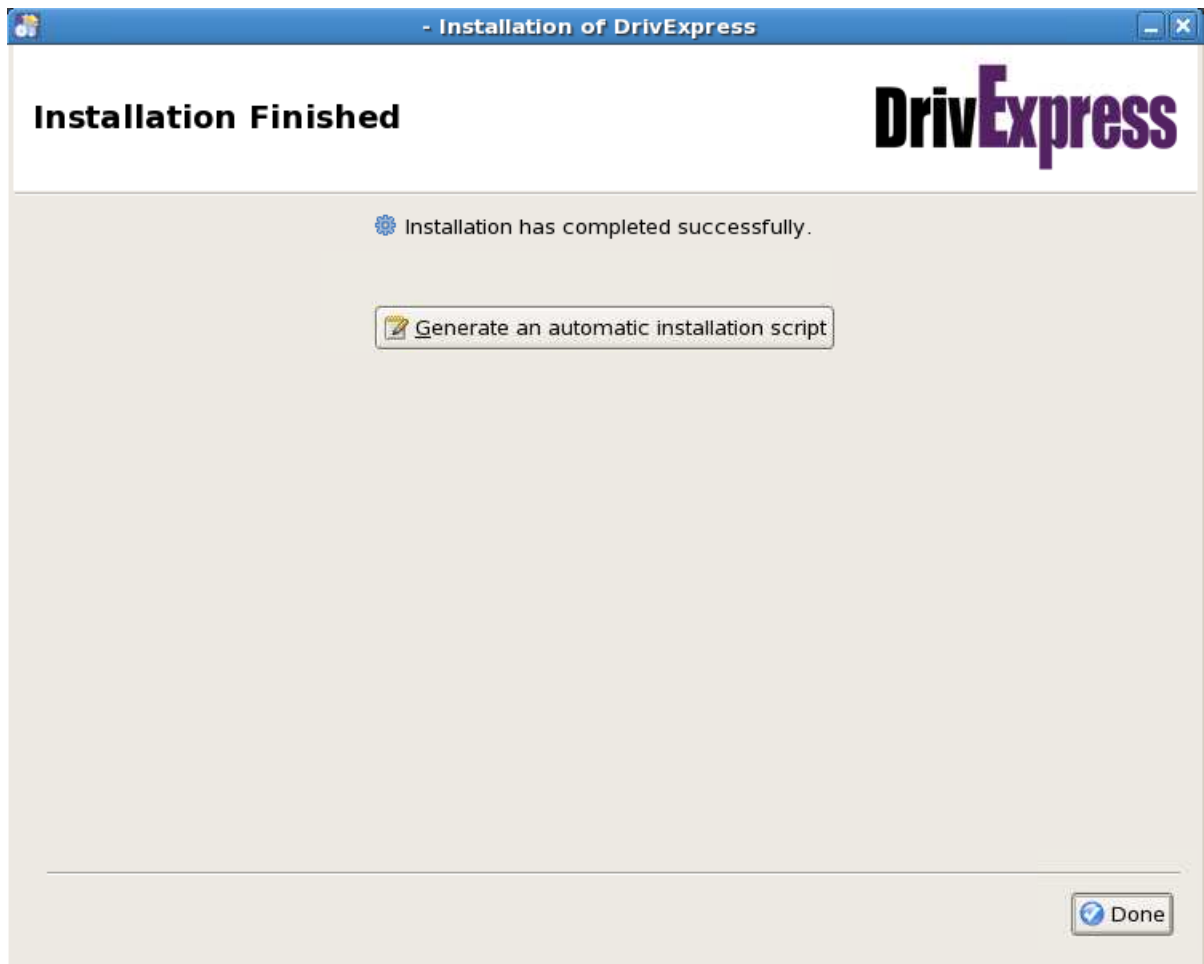 - Installation of DrivExpress
Installation Finished
DrivExpress
Installation has completed successfully.
Generate an automatic installation script
Done